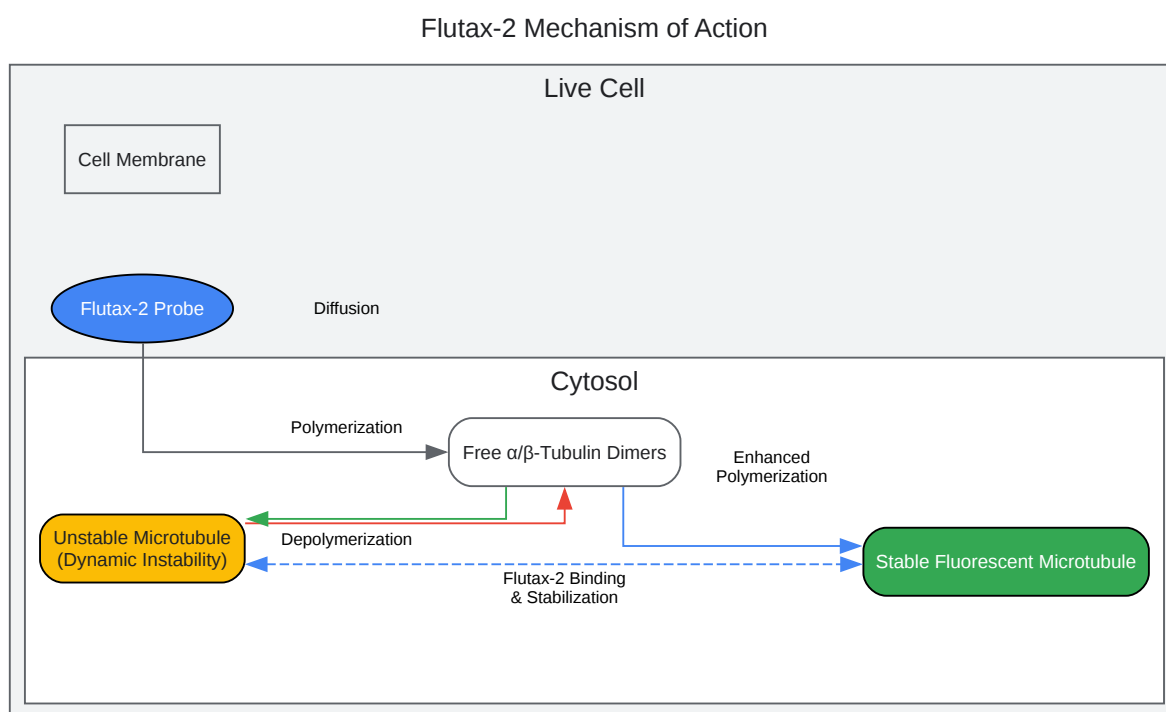 Flutax-2 Mechanism of Action
Live Cell
Cell Membrane
Flutax-2 Probe
Diffusion
Cytosol
Polymerization
Free α/β-Tubulin Dimers
Enhanced
Polymerization
Unstable Microtubule
(Dynamic Instability)
Depolymerization
Stable Fluorescent Microtubule
Flutax-2 Binding
& Stabilization